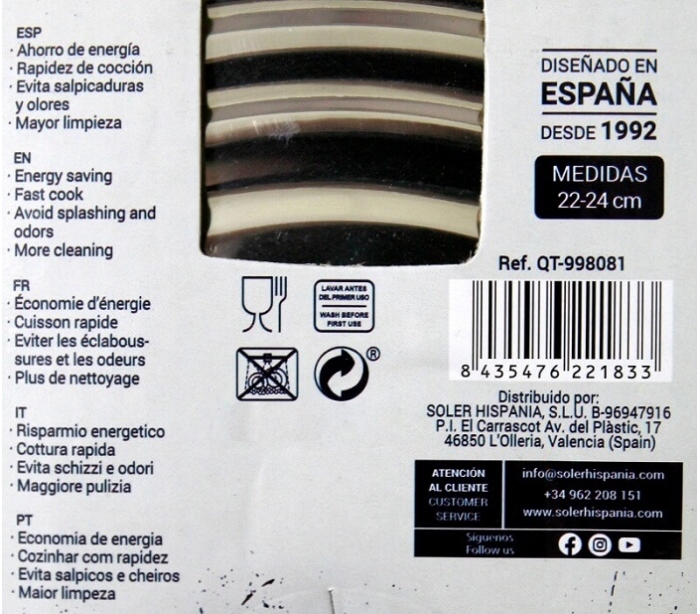 ESP
· Ahorro de energía
· Rapidez de cocción
· Evita salpicaduras
y olores
· Mayor limpieza
EN
· Energy saving
· Fast cook
· Avoid splashing and
odors
· More cleaning
FR
· Économie d'énergie
· Cuisson rapide
· Eviter les éclabous-
sures et les odeurs
· Plus de nettoyage
IT
· Risparmio energetico
· Cottura rapida
· Evita schizzi e odori
· Maggiore pulizia
PT
· Economia de energia
· Cozinhar com rapidez
· Evita salpicos e cheiros
· Maior limpeza
LAVAR ANTES
DEL PRIMER USO
WASH BEFORE
FIRST USE
®
DISEÑADO EN
ESPAÑA
DESDE 1992
MEDIDAS
22-24 cm
Ref. QT-998081
8 435476 221833
Distribuido por:
SOLER HISPANIA, S.L.U. B-96947916
P.I. El Carrascot Av. del Plàstic, 17
46850 L'Olleria, Valencia (Spain)
ATENCIÓN
AL CLIENTE
CUSTOMER
SERVICE
info@solerhispania.com
+34 962 208 151
www.solerhispania.com
Síguenos
Follow us